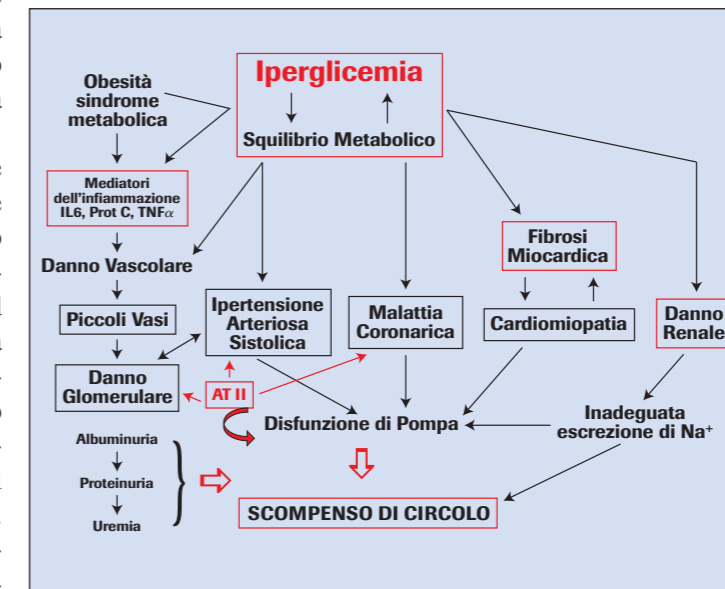 Iperglicemia
Obesità
sindrome
metabolica
Squilibrio Metabolico
Mediatori
dell'infiammazione
IL6, Prot C, TNFα
Fibrosi
Miocardica
Danno Vascolare
Piccoli Vasi
Ipertensione
Arteriosa
Sistolica
Malattia
Coronarica
Cardiomiopatia
Danno
Renale
Danno
Glomerulare
AT II
Disfunzione di Pompa
Inadeguata
escrezione di Na⁺
Albuminuria
Proteinuria
Uremia
SCOMPENSO DI CIRCOLO